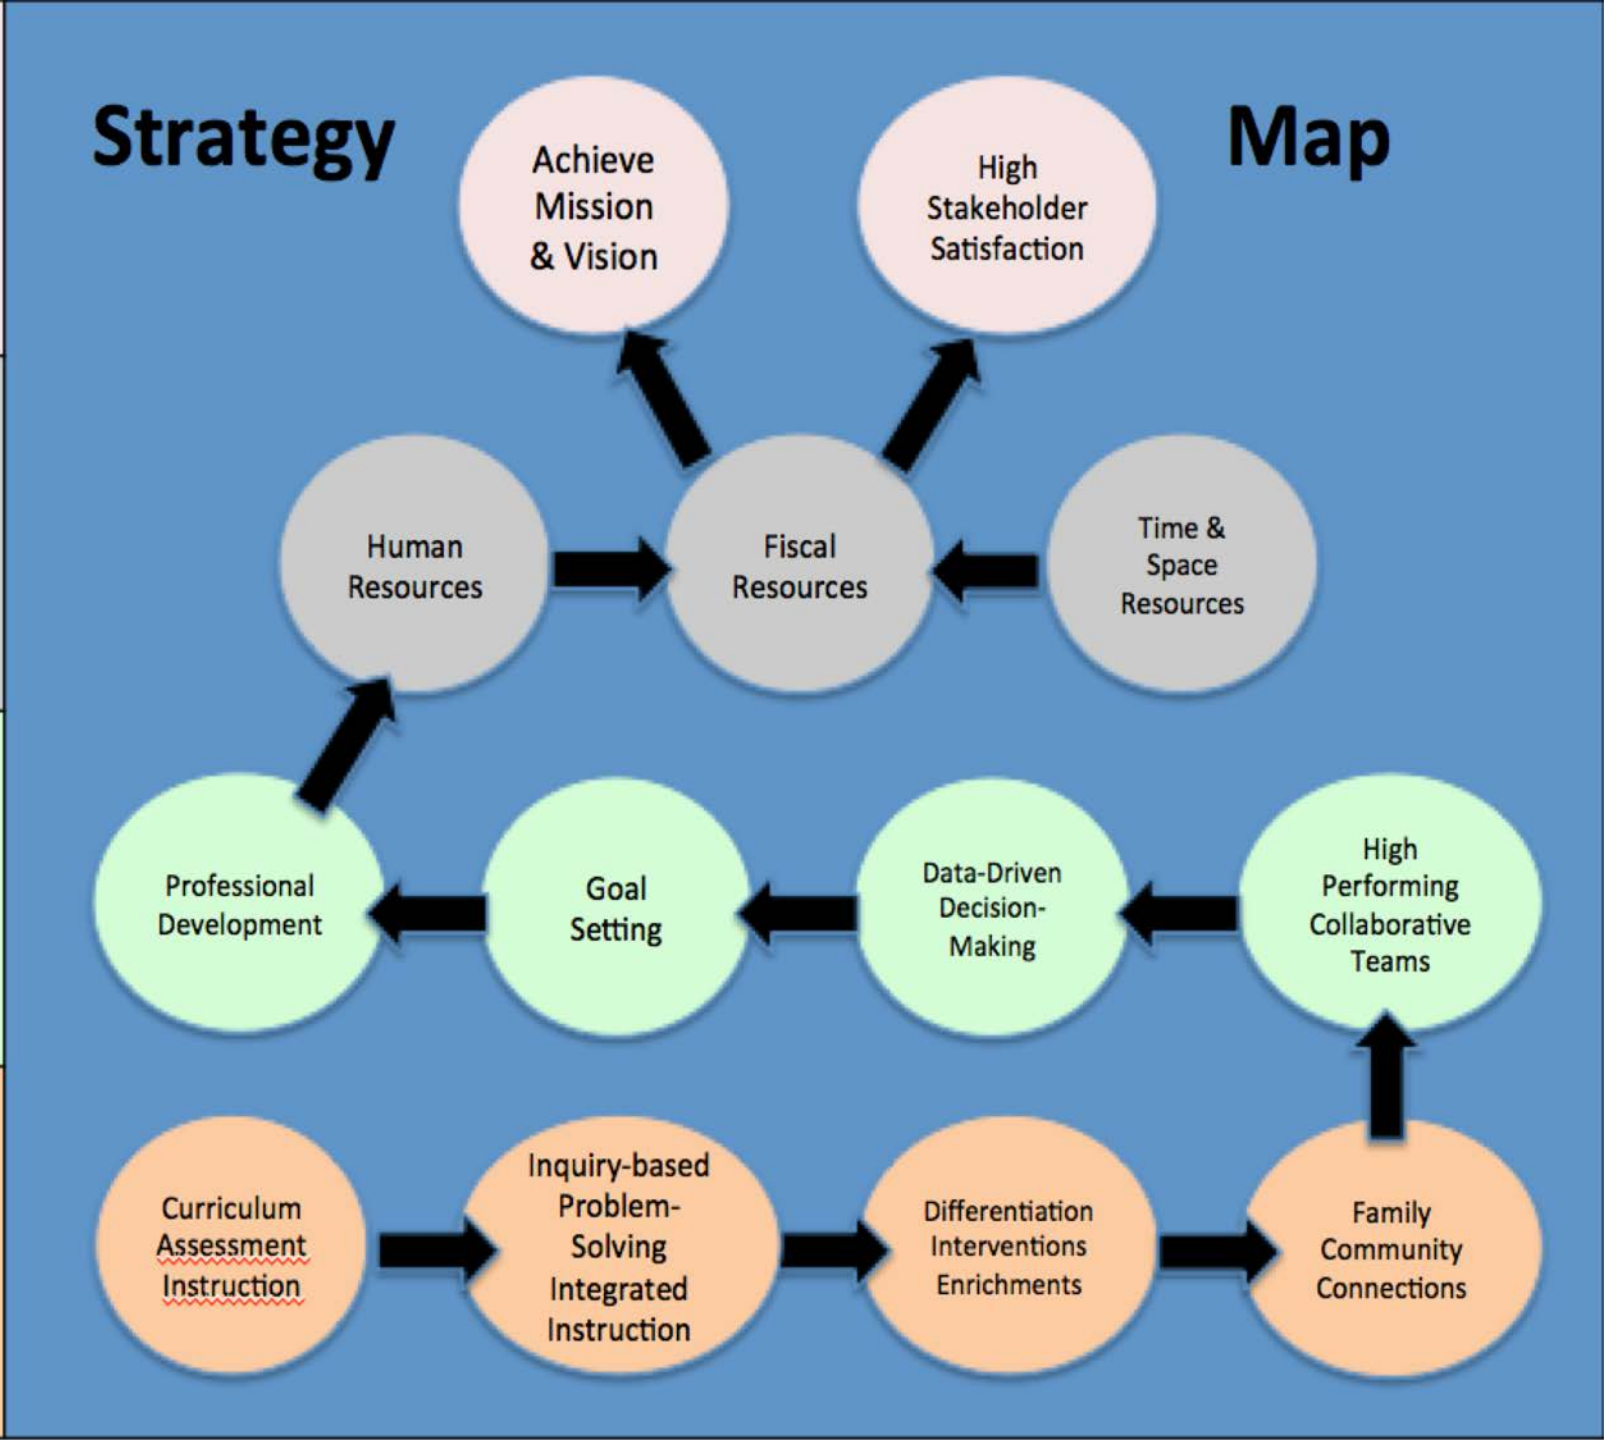 Strategy Map
Achieve
Mission
& Vision
High
Stakeholder
Satisfaction
Human
Resources
Fiscal
Resources
Time &
Space
Resources
Professional
Development
Goal
Setting
Data-Driven
Decision-
Making
High
Performing
Collaborative
Teams
Curriculum
Assessment
Instruction
Inquiry-based
Problem-
Solving
Integrated
Instruction
Differentiation
Interventions
Enrichments
Family
Community
Connections